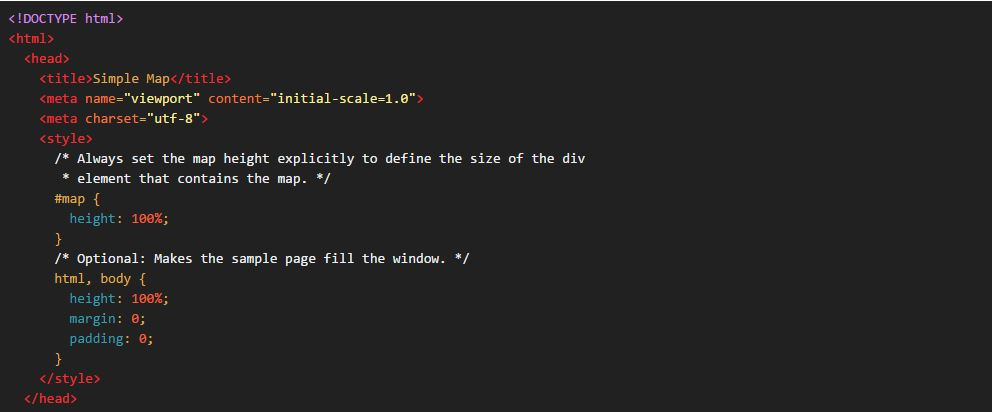 <!DOCTYPE html>
<html>
  <head>
    <title>Simple Map</title>
    <meta name="viewport" content="initial-scale=1.0">
    <meta charset="utf-8">
    <style>
      /* Always set the map height explicitly to define the size of the div
       * element that contains the map. */
      #map {
        height: 100%;
      }
      /* Optional: Makes the sample page fill the window. */
      html, body {
        height: 100%;
        margin: 0;
        padding: 0;
      }
    </style>
  </head>